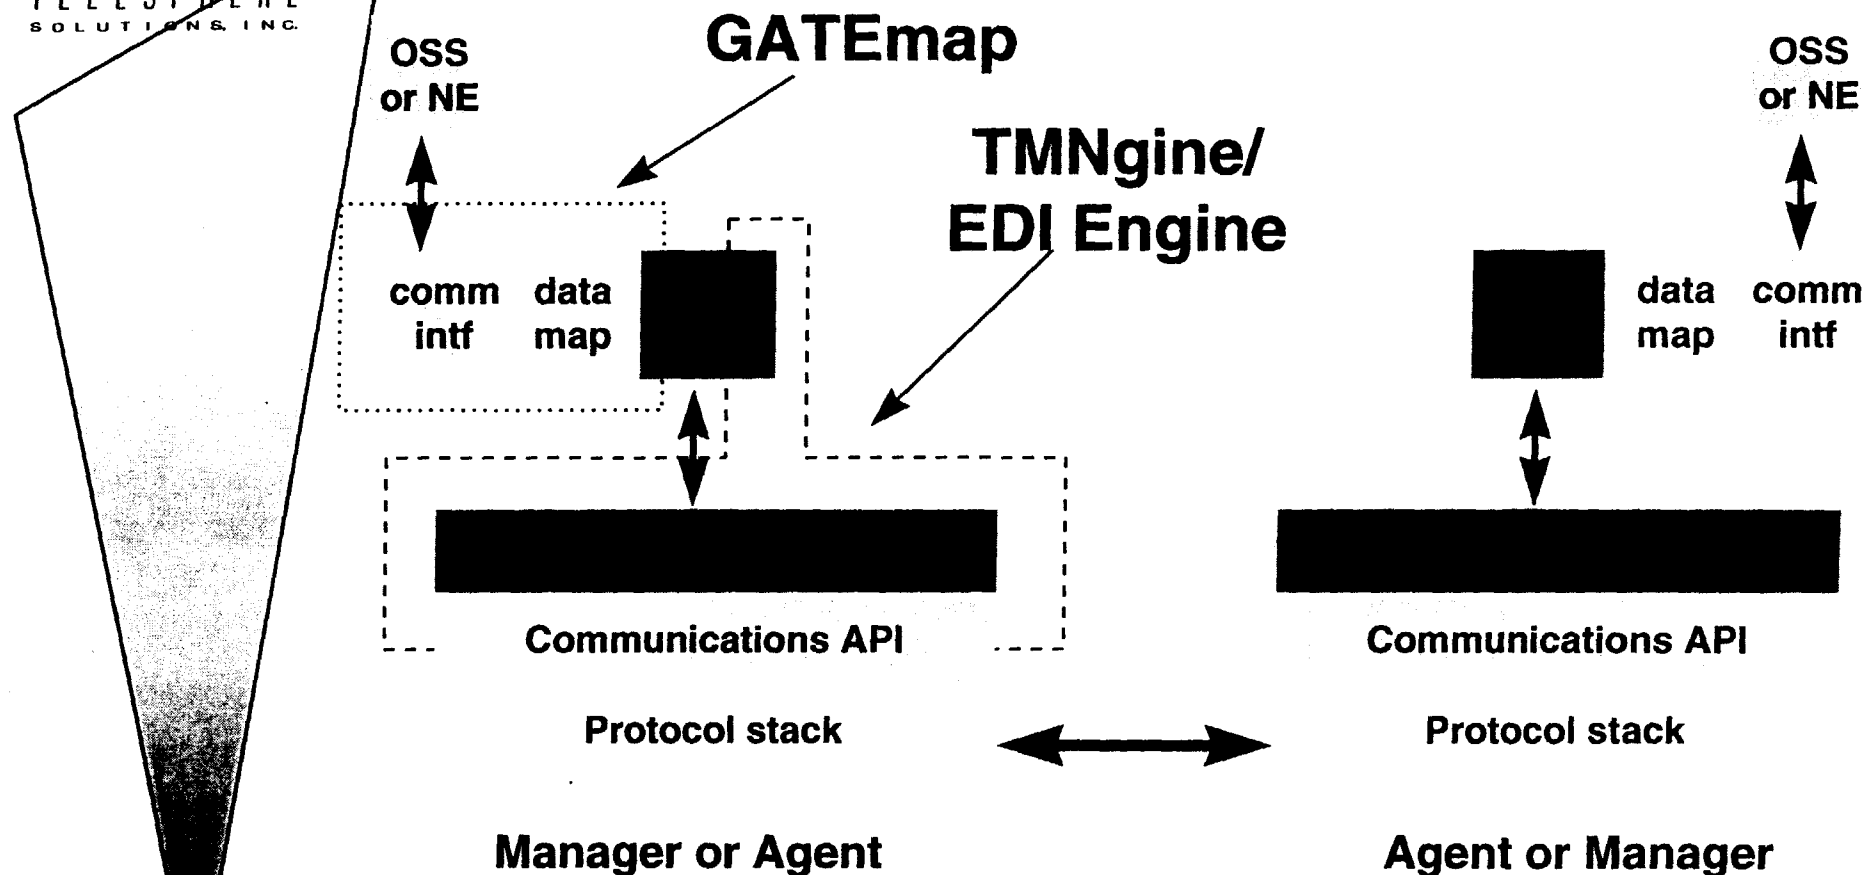 SOLUTIONS, INC.
GATEmap
OSS
or NE
OSS
or NE
TMNgine/
EDI Engine
comm data
intf map
data comm
map intf
Communications API
Communications API
Protocol stack
Protocol stack
Manager or Agent
Agent or Manager